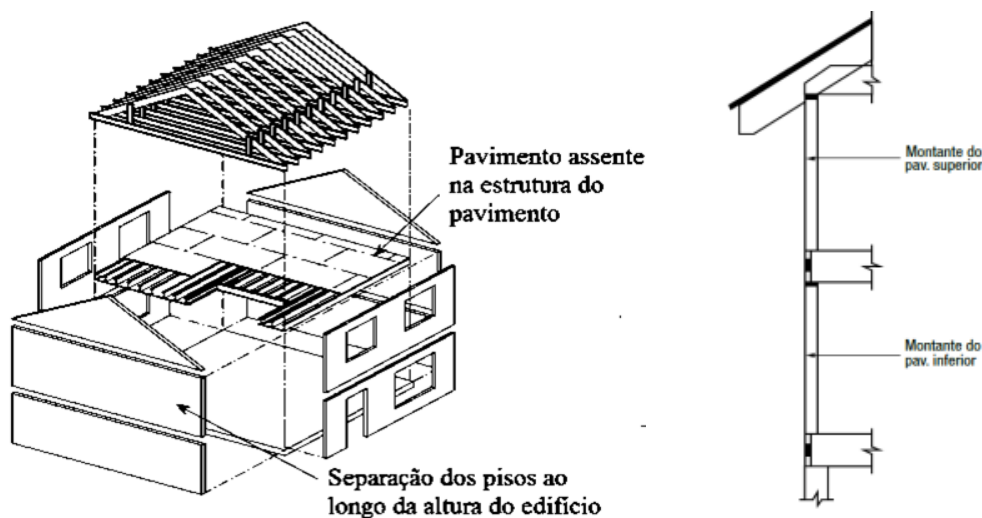 Pavimento assente
na estrutura do
pavimento
Separação dos pisos ao
longo da altura do edifício
Montante do
pav. superior
Montante do
pav. inferior